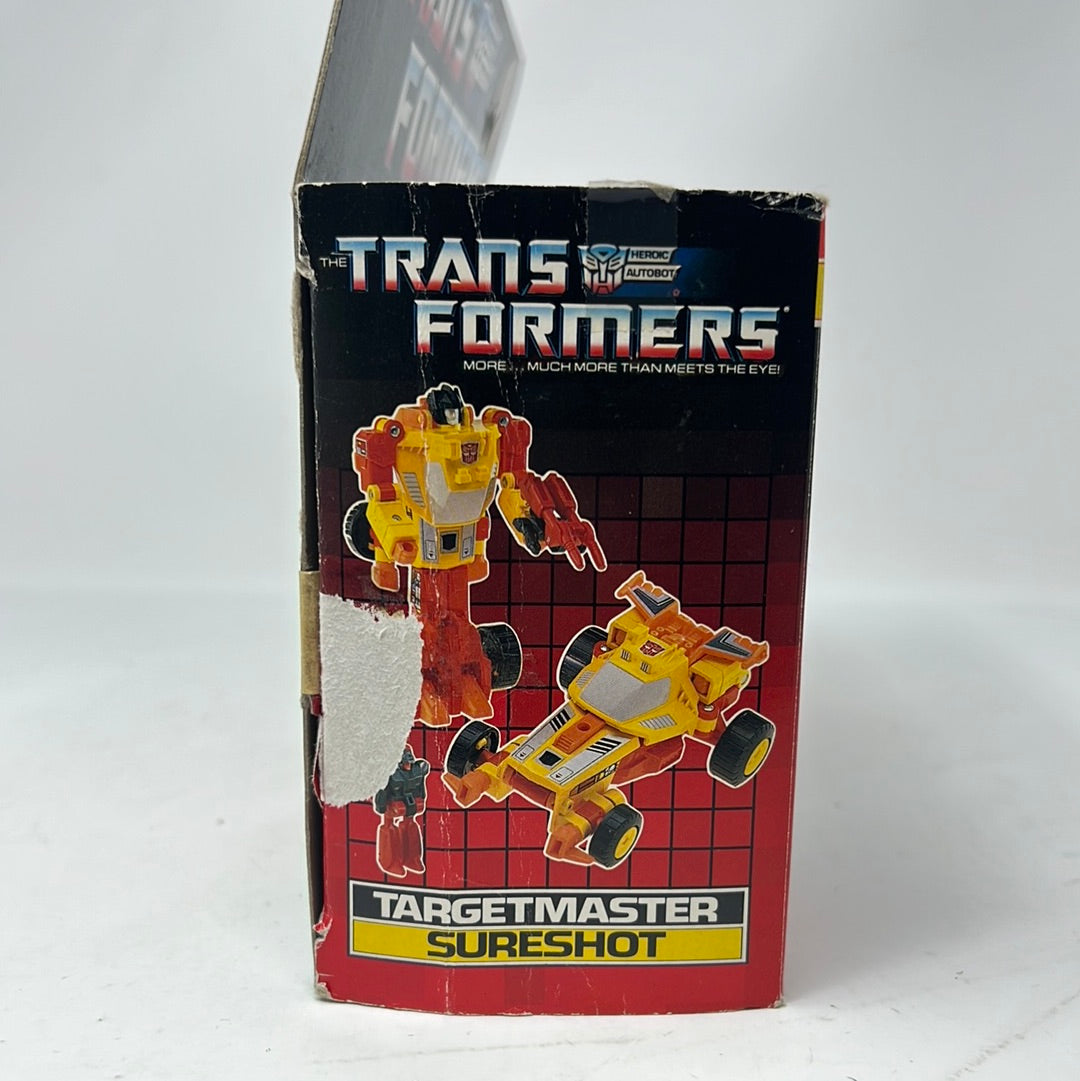 THE TRANS HEROIC AUTOBOT
FORMERS
MORE... MUCH MORE THAN MEETS THE EYE!
TARGETMASTER
SURESHOT